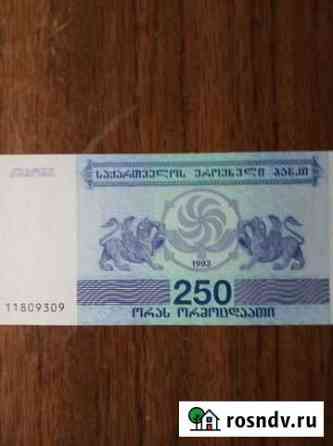 საქართველოს ეროვნული ბანკი
1993
250
11809309
ორას ორმოცდაათი
rosndv.ru